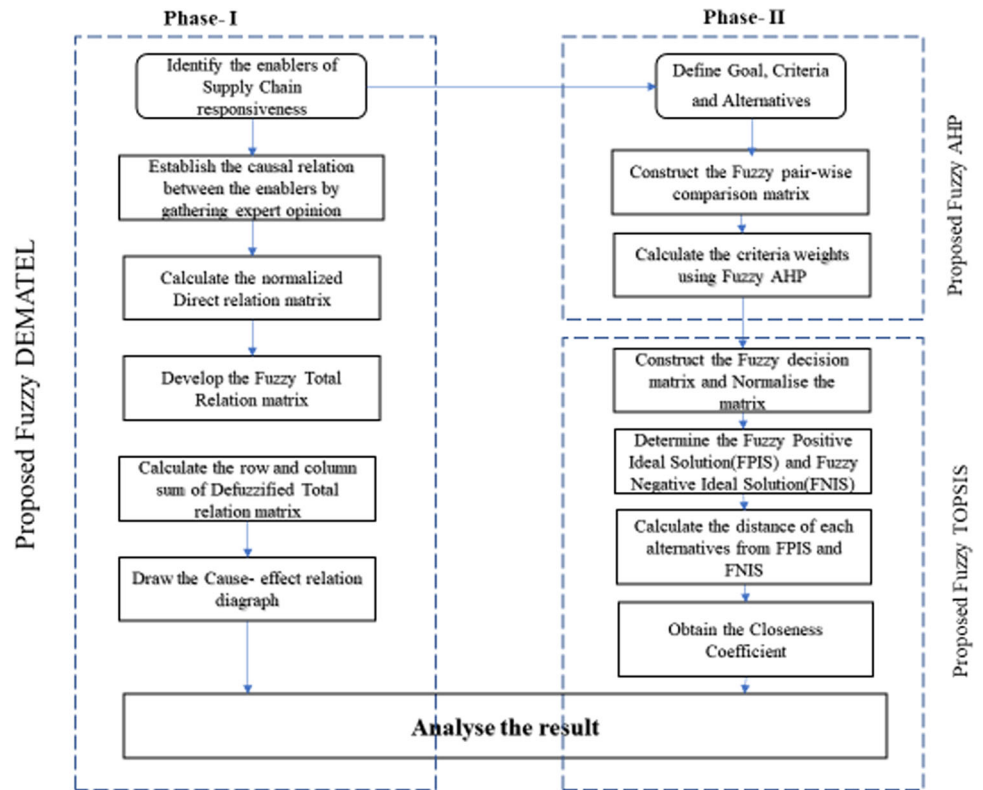 Phase- I
Proposed Fuzzy DEMATEL
Identify the enablers of
Supply Chain
responsiveness
Establish the causal relation
between the enablers by
gathering expert opinion
Calculate the normalized
Direct relation matrix
Develop the Fuzzy Total
Relation matrix
Calculate the row and column
sum of Defuzzified Total
relation matrix
Draw the Cause- effect relation
diagraph
Phase- II
Proposed Fuzzy AHP
Define Goal, Criteria
and Alternatives
Construct the Fuzzy pair-wise
comparison matrix
Calculate the criteria weights
using Fuzzy AHP
Proposed Fuzzy TOPSIS
Construct the Fuzzy decision
matrix and Normalise the
matrix
Determine the Fuzzy Positive
Ideal Solution(FPIS) and Fuzzy
Negative Ideal Solution(FNIS)
Calculate the distance of each
alternatives from FPIS and
FNIS
Obtain the Closeness
Coefficient
Analyse the result